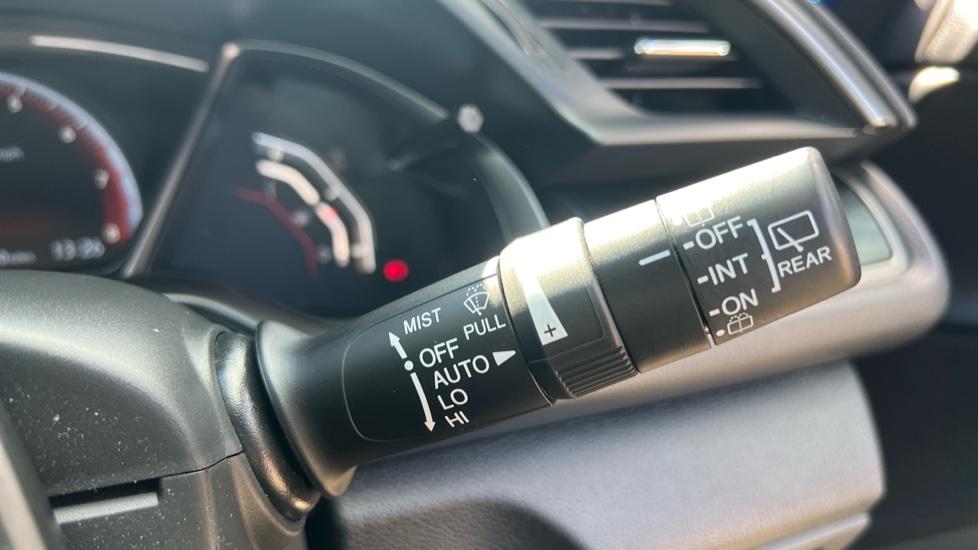 MIST
PULL
OFF
AUTO
LO
HI
+
OFF
INT
ON
REAR